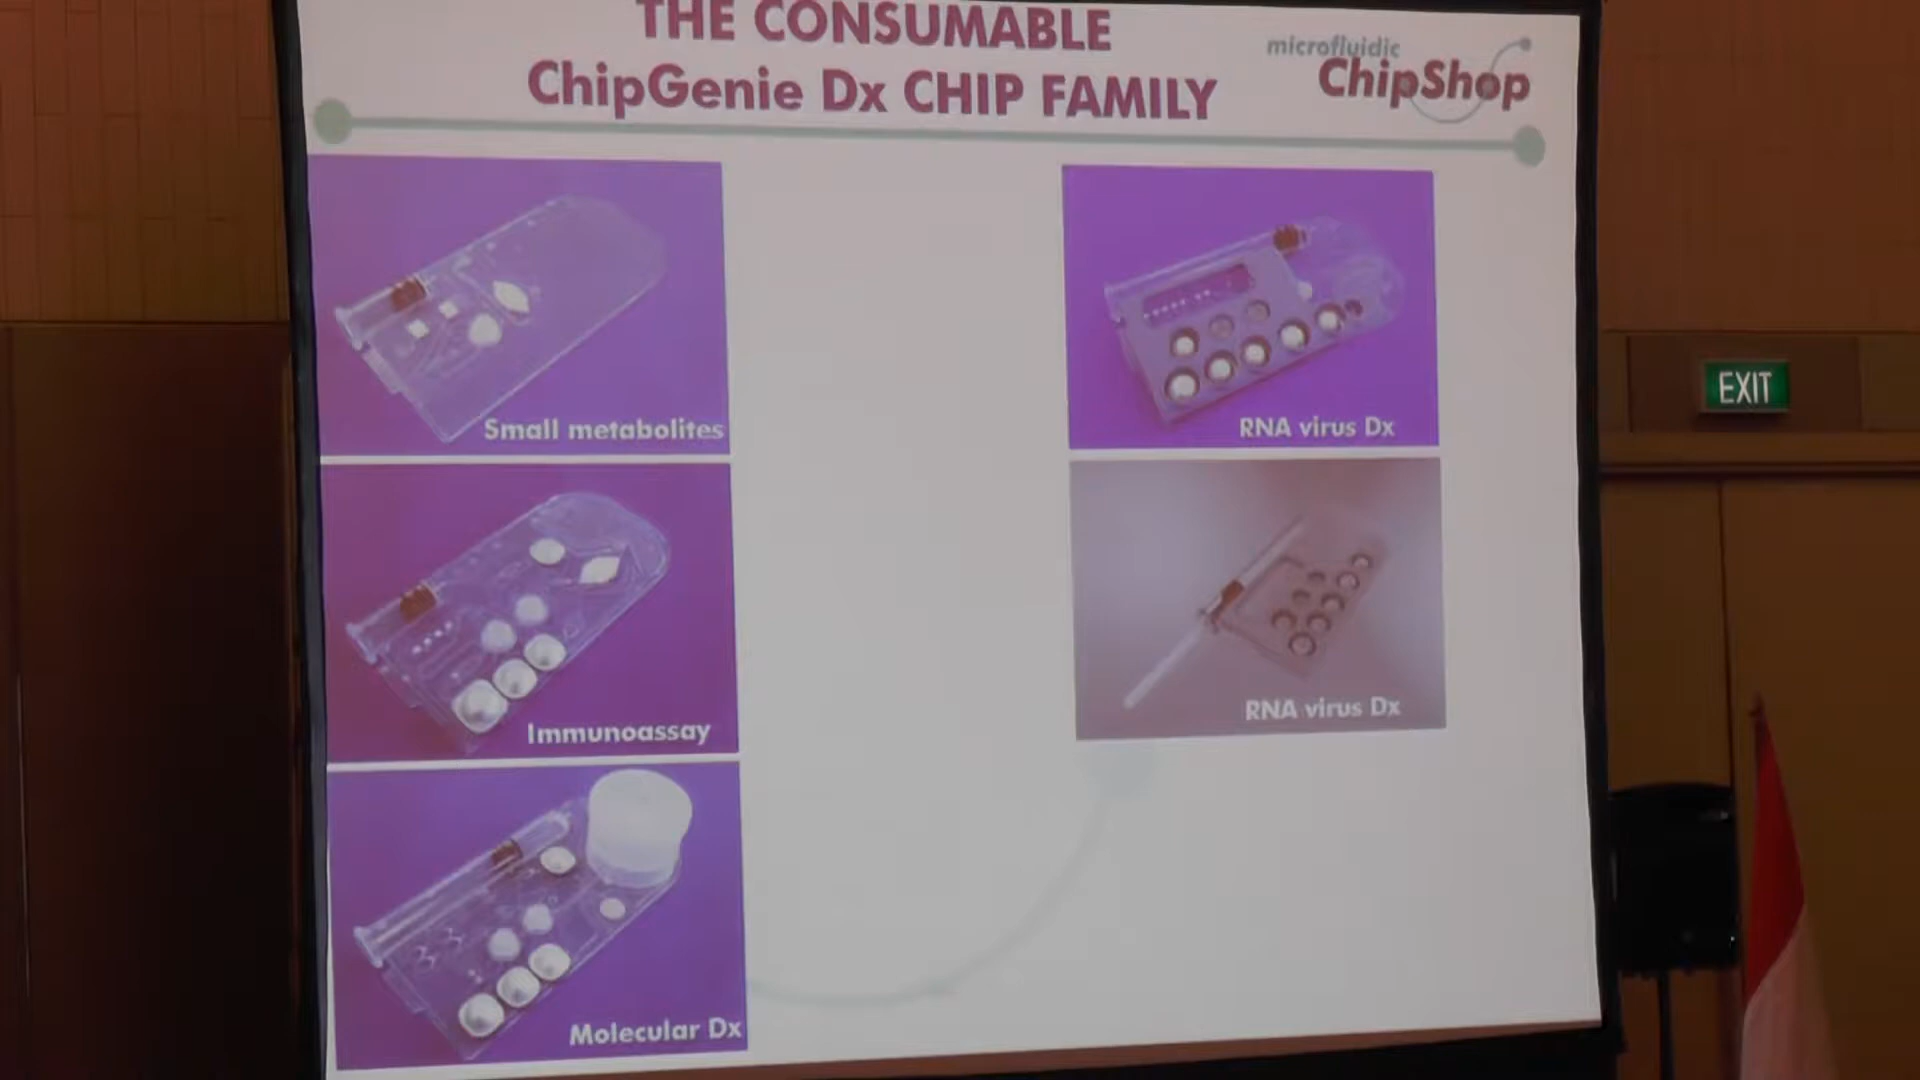 THE CONSUMABLE
ChipGenie Dx CHIP FAMILY
microfluidic
ChipShop
Small metabolites
RNA virus Dx
EXIT
Immunoassay
RNA virus Dx
Molecular Dx